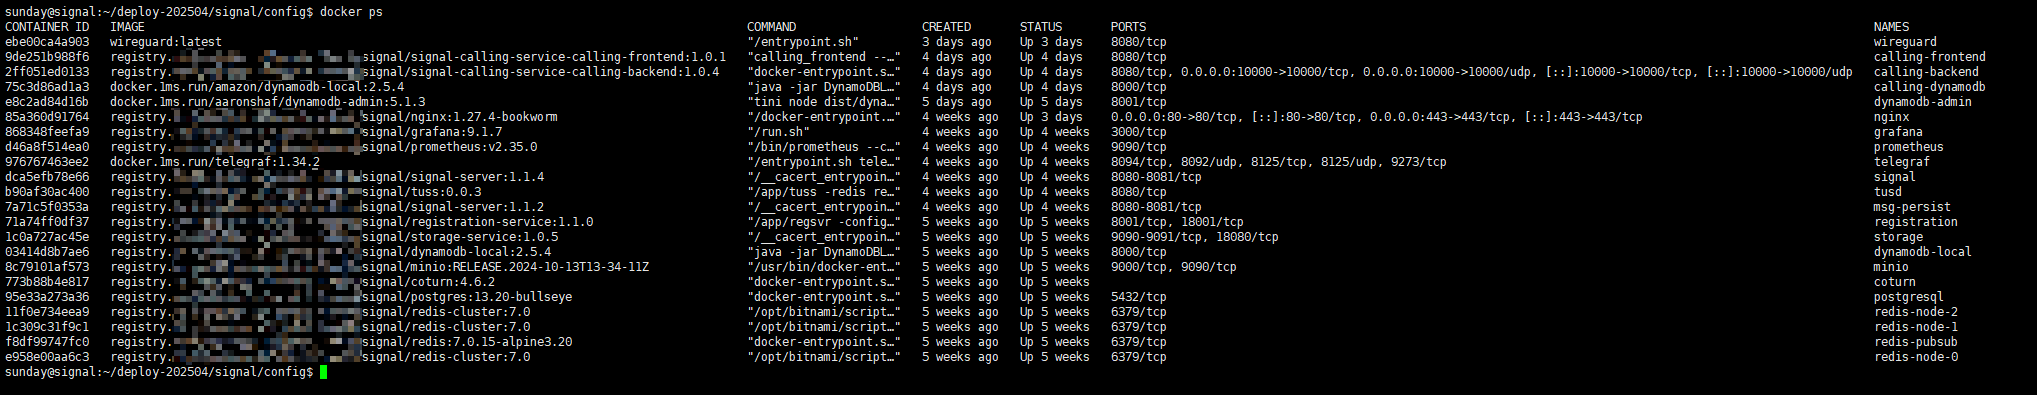 sunday@signal:~/deploy-202504/signal/config$ docker ps
CONTAINER ID IMAGE COMMAND CREATED STATUS PORTS NAMES
ebe00ca4a903 wireguard:latest "/entrypoint.sh" 3 days ago Up 3 days 8080/tcp wireguard
9de251b988f6 registry. signal/signal-calling-service-calling-frontend:1.0.1 "calling_frontend --…" 4 days ago Up 4 days 8080/tcp calling-frontend
2ff051ed0133 registry. signal/signal-calling-service-calling-backend:1.0.4 "docker-entrypoint.s…" 4 days ago Up 4 days 8080/tcp, 0.0.0.0:10000->10000/tcp, 0.0.0.0:10000->10000/udp, [::]:10000->10000/tcp, [::]:10000->10000/udp calling-backend
75c3d86ad1a3 docker.1ms.run/amazon/dynamodb-local:2.5.4 "java -jar DynamoDBL…" 4 days ago Up 4 days 8000/tcp calling-dynamodb
e8c2ad84d16b docker.1ms.run/aaronshaf/dynamodb-admin:5.1.3 "tini node dist/dyna…" 5 days ago Up 5 days 8001/tcp dynamodb-admin
85a360d91764 registry. signal/nginx:1.27.4-bookworm "/docker-entrypoint.…" 4 weeks ago Up 3 days 0.0.0.0:80->80/tcp, [::]:80->80/tcp, 0.0.0.0:443->443/tcp, [::]:443->443/tcp nginx
868348feefa9 registry. signal/grafana:9.1.7 "/run.sh" 4 weeks ago Up 4 weeks 3000/tcp grafana
d46a8f514ea0 registry. signal/prometheus:v2.35.0 "/bin/prometheus --c…" 4 weeks ago Up 4 weeks 9090/tcp prometheus
976767463ee2 docker.1ms.run/telegraf:1.34.2 "/entrypoint.sh tele…" 4 weeks ago Up 4 weeks 8094/tcp, 8092/udp, 8125/tcp, 8125/udp, 9273/tcp telegraf
dca5efb78e66 registry. signal/signal-server:1.1.4 "/__cacert_entrypoin…" 4 weeks ago Up 4 weeks 8080-8081/tcp signal
b90af30ac400 registry. signal/tuss:0.0.3 "/app/tuss -redis re…" 4 weeks ago Up 4 weeks 8080/tcp tusd
7a71c5f0353a registry. signal/signal-server:1.1.2 "/__cacert_entrypoin…" 4 weeks ago Up 4 weeks 8080-8081/tcp msg-persist
71a74ff0df37 registry. signal/registration-service:1.1.0 "/app/regsvr -config…" 5 weeks ago Up 5 weeks 8001/tcp, 18001/tcp registration
1c0a727ac45e registry. signal/storage-service:1.0.5 "/__cacert_entrypoin…" 5 weeks ago Up 5 weeks 9090-9091/tcp, 18080/tcp storage
03414d8b7ae6 registry. signal/dynamodb-local:2.5.4 "java -jar DynamoDBL…" 5 weeks ago Up 5 weeks 8000/tcp dynamodb-local
8c79101af573 registry. signal/minio:RELEASE.2024-10-13T13-34-11Z "/usr/bin/docker-ent…" 5 weeks ago Up 5 weeks 9000/tcp, 9090/tcp minio
773b88b4e817 registry. signal/coturn:4.6.2 "docker-entrypoint.s…" 5 weeks ago Up 5 weeks coturn
95e33a273a36 registry. signal/postgres:13.20-bullseye "docker-entrypoint.s…" 5 weeks ago Up 5 weeks 5432/tcp postgresql
11f0e734eea9 registry. signal/redis-cluster:7.0 "/opt/bitnami/script…" 5 weeks ago Up 5 weeks 6379/tcp redis-node-2
1c309c31f9c1 registry. signal/redis-cluster:7.0 "/opt/bitnami/script…" 5 weeks ago Up 5 weeks 6379/tcp redis-node-1
f8df99747fc0 registry. signal/redis:7.0.15-alpine3.20 "docker-entrypoint.s…" 5 weeks ago Up 5 weeks 6379/tcp redis-pubsub
e958e00aa6c3 registry. signal/redis-cluster:7.0 "/opt/bitnami/script…" 5 weeks ago Up 5 weeks 6379/tcp redis-node-0
sunday@signal:~/deploy-202504/signal/config$